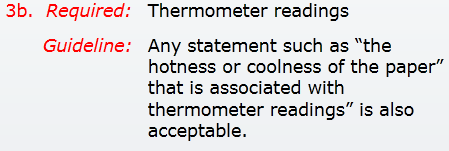 3b. Required: Thermometer readings
Guideline: Any statement such as “the
hotness or coolness of the paper”
that is associated with
thermometer readings” is also
acceptable.